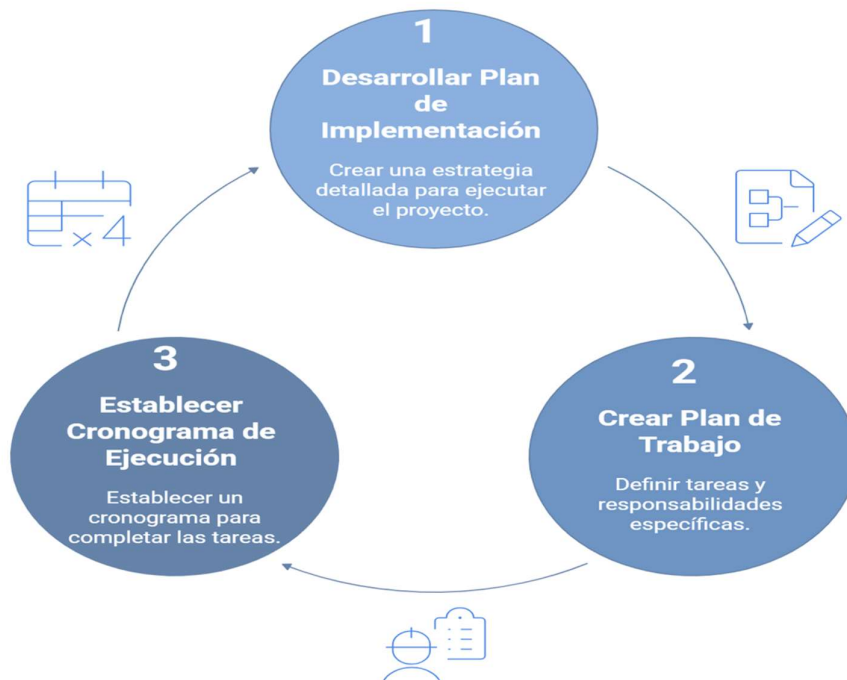 1
Desarrollar Plan
de
Implementación
Crear una estrategia
detallada para ejecutar
el proyecto.
×4
2
Crear Plan de
Trabajo
Definir tareas y
responsabilidades
específicas.
3
Establecer
Cronograma de
Ejecución
Establecer un
cronograma para
completar las tareas.